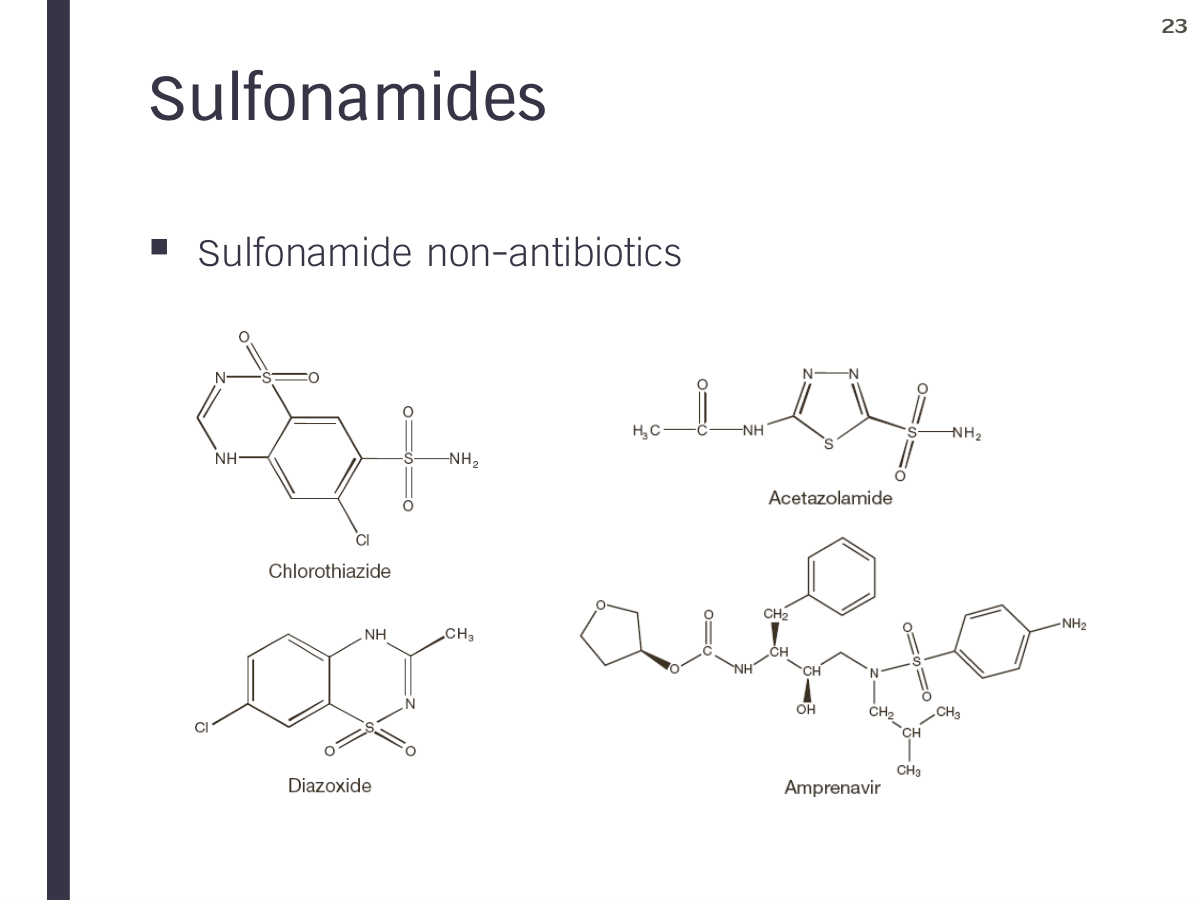 23
Sulfonamides
▪ Sulfonamide non-antibiotics
O
N S O
NH
O
S NH₂
O
Cl
Chlorothiazide
N N
O
H₃C C NH
S
O
S NH₂
O
Acetazolamide
NH CH₃
N
Cl
S
O O
Diazoxide
O
O
O C
NH
CH₂
CH
CH
OH
N
O
S
O
NH₂
CH₂ CH₃
CH
CH₃
Amprenavir